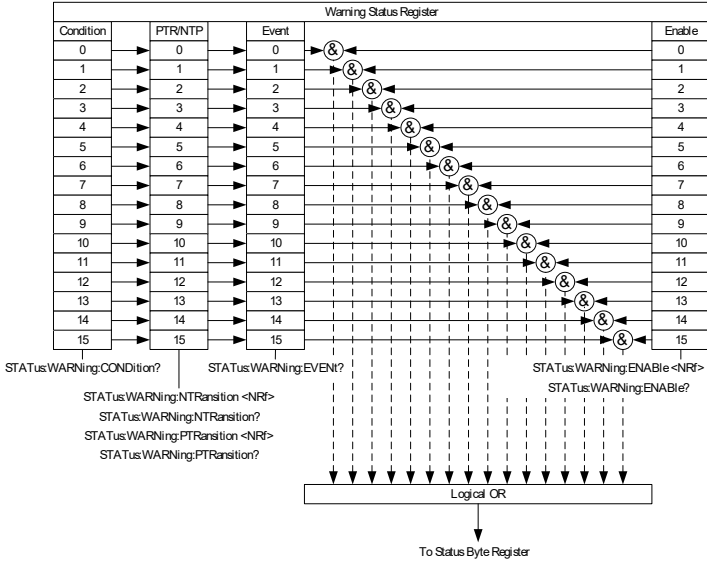 Warning Status Register
Condition PTR/NTP Event Enable
0 0 0 & 0
1 1 1 & 1
2 2 2 & 2
3 3 3 & 3
4 4 4 & 4
5 5 5 & 5
6 6 6 & 6
7 7 7 & 7
8 8 8 & 8
9 9 9 & 9
10 10 10 & 10
11 11 11 & 11
12 12 12 & 12
13 13 13 & 13
14 14 14 & 14
15 15 15 & 15
STATus:WARNing:CONDition? STATus:WARNing:EVENt? STATus:WARNing:ENABle <NRf>
STATus:WARNing:ENABle?
STATus:WARNing:NTRansition <NRf>
STATus:WARNing:NTRansition?
STATus:WARNing:PTRansition <NRf>
STATus:WARNing:PTRansition?
Logical OR
To Status Byte Register